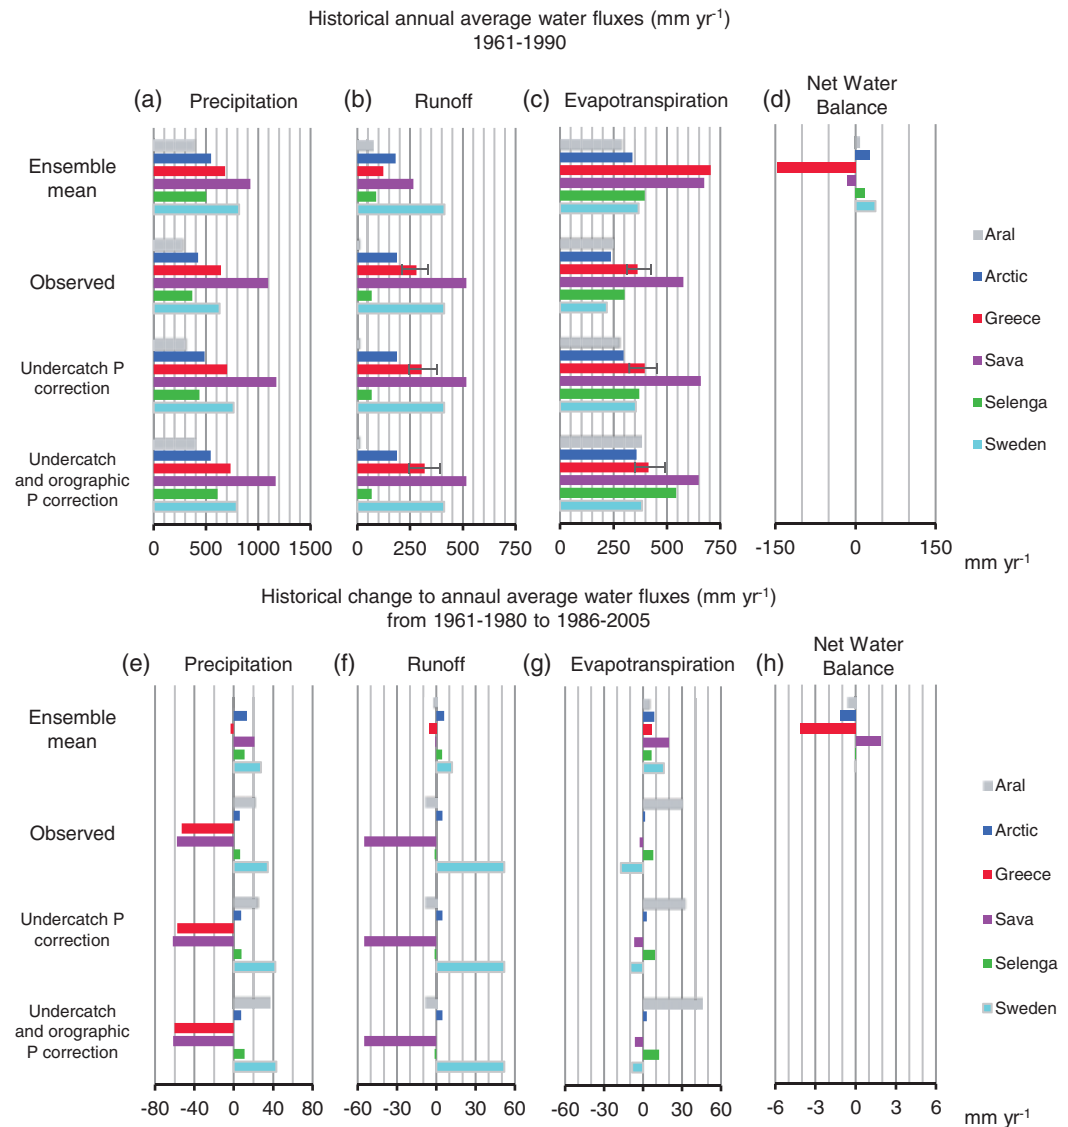 Historical annual average water fluxes (mm yr-1)
1961-1990
(a) Precipitation
(b) Runoff
(c) Evapotranspiration
(d) Net Water
Balance
Ensemble
mean
Observed
Undercatch P
correction
Undercatch
and orographic
P correction
Aral
Arctic
Greece
Sava
Selenga
Sweden
0 500 1000 1500
0 250 500 750
0 250 500 750
-150 0 150
mm yr-1
Historical change to annaul average water fluxes (mm yr-1)
from 1961-1980 to 1986-2005
(e) Precipitation
(f) Runoff
(g) Evapotranspiration
(h) Net Water
Balance
Ensemble
mean
Observed
Undercatch P
correction
Undercatch
and orographic
P correction
Aral
Arctic
Greece
Sava
Selenga
Sweden
-80 -40 0 40 80
-60 -30 0 30 60
-60 -30 0 30 60
-6 -3 0 3 6
mm yr-1